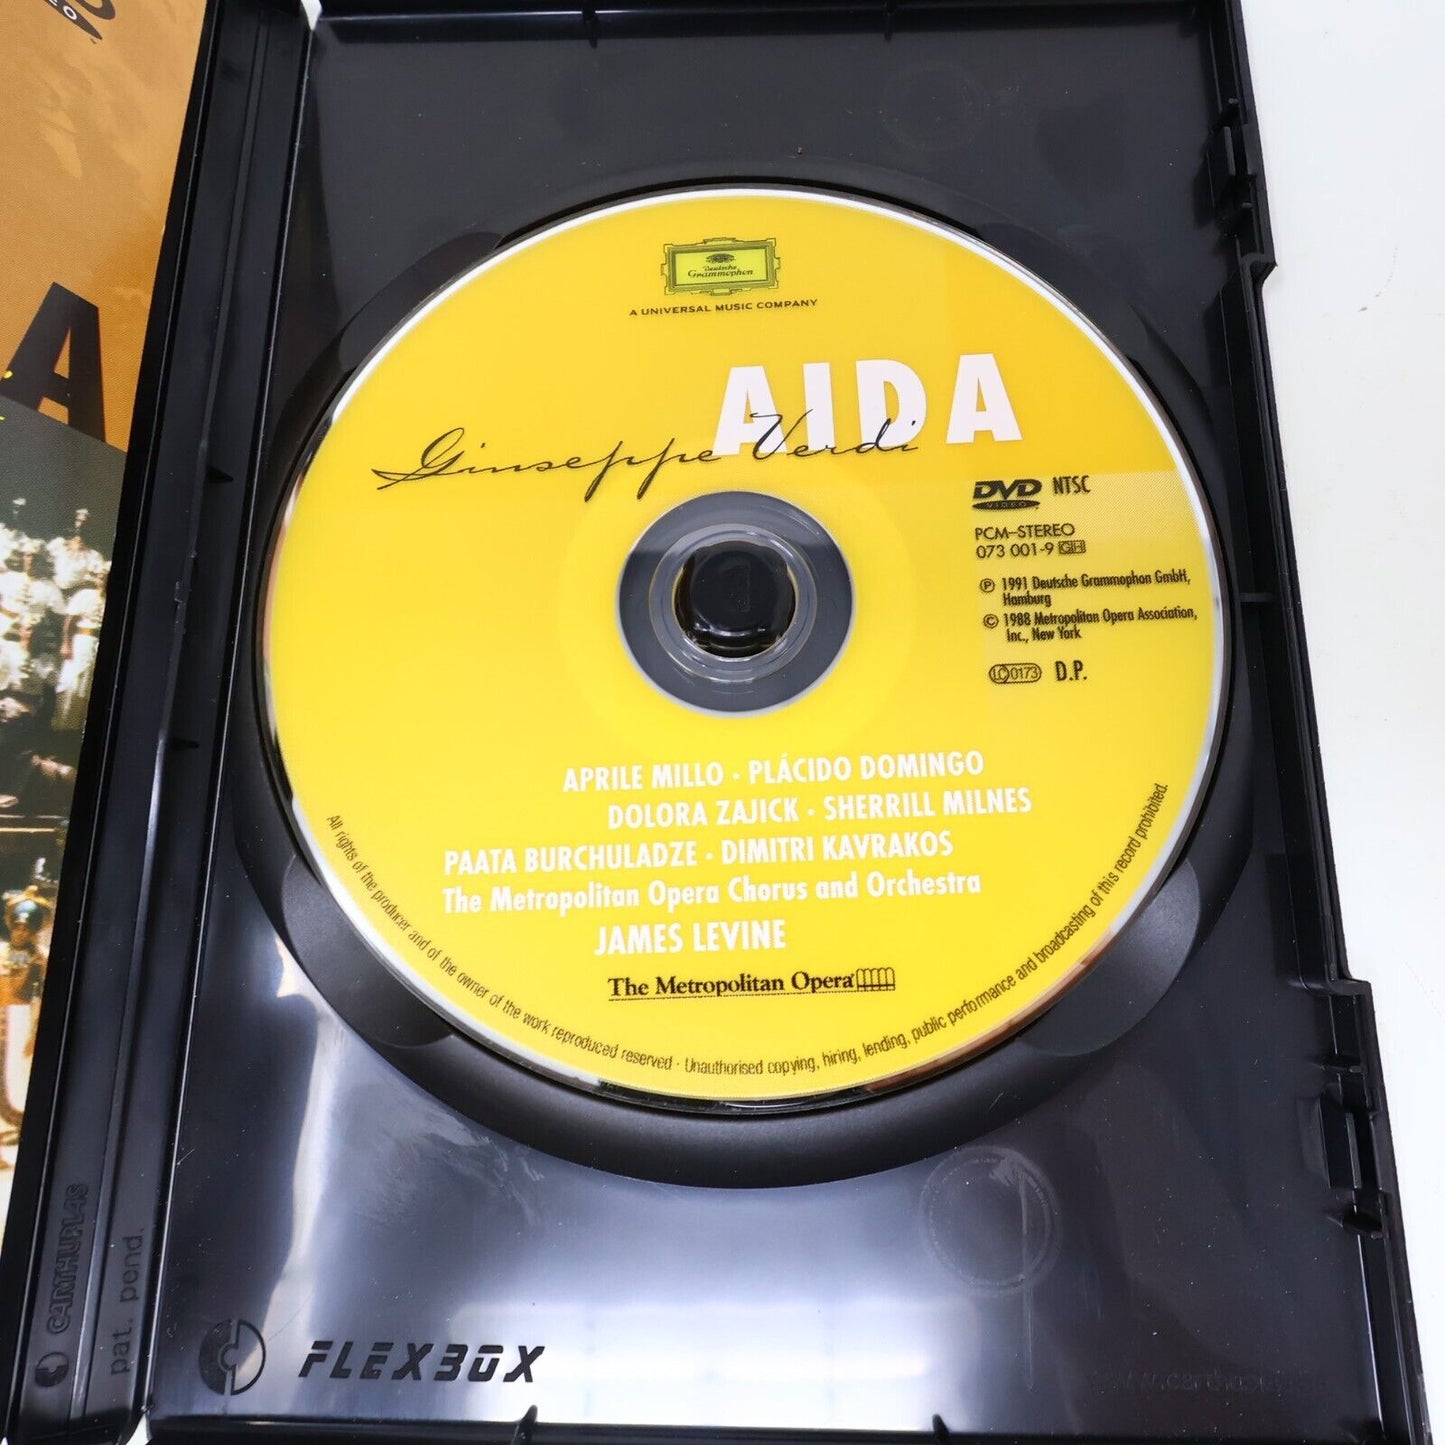 A
Deutsche
Grammophon
A UNIVERSAL MUSIC COMPANY
AIDA
Giuseppe Verdi
DVD NTSC
VIDEO
PCM-STEREO
073 001-9 GH
℗ 1991 Deutsche Grammophon GmbH,
Hamburg
© 1988 Metropolitan Opera Association,
Inc., New York
LC 0173 D.P.
APRILE MILLO · PLÁCIDO DOMINGO
DOLORA ZAJICK · SHERRILL MILNES
PAATA BURCHULADZE · DIMITRI KAVRAKOS
The Metropolitan Opera Chorus and Orchestra
JAMES LEVINE
The Metropolitan Opera
All rights of the producer and of the owner of the work reproduced reserved · Unauthorised copying, hiring, lending, public performance and broadcasting of this record prohibited.
CARTHUPLAS
pat. pend.
FLEXBOX